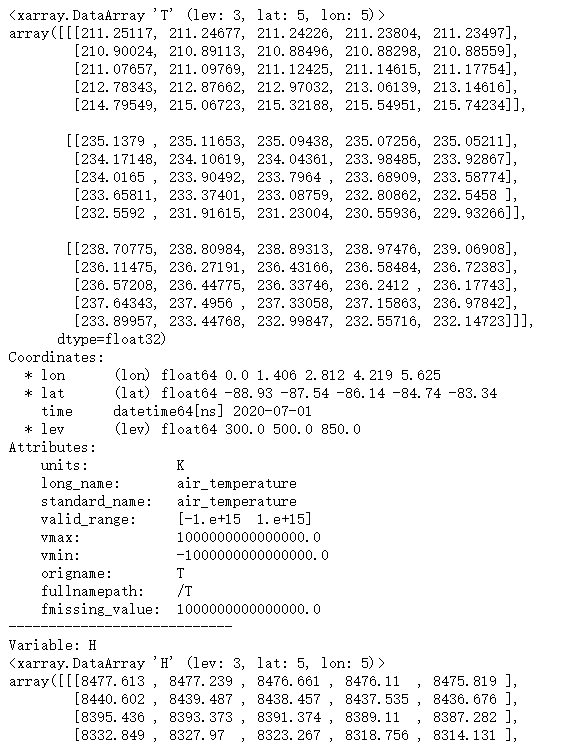 <xarray.DataArray 'T' (lev: 3, lat: 5, lon: 5)>
array([[[211.25117, 211.24677, 211.24226, 211.23804, 211.23497],
        [210.90024, 210.89113, 210.88496, 210.88298, 210.88559],
        [211.07657, 211.09769, 211.12425, 211.14615, 211.17754],
        [212.78343, 212.87662, 212.97032, 213.06139, 213.14616],
        [214.79549, 215.06723, 215.32188, 215.54951, 215.74234]],
       [[235.1379 , 235.11653, 235.09438, 235.07256, 235.05211],
        [234.17148, 234.10619, 234.04361, 233.98485, 233.92867],
        [234.0165 , 233.90492, 233.7964 , 233.68909, 233.58774],
        [233.65811, 233.37401, 233.08759, 232.80862, 232.5458 ],
        [232.5592 , 231.91615, 231.23004, 230.55936, 229.93266]],
       [[238.70775, 238.80984, 238.89313, 238.97476, 239.06908],
        [236.11475, 236.27191, 236.43166, 236.58484, 236.72383],
        [236.57208, 236.44775, 236.33746, 236.2412 , 236.17743],
        [237.64343, 237.4956 , 237.33058, 237.15863, 236.97842],
        [233.89957, 233.44768, 232.99847, 232.55716, 232.14723]]],
      dtype=float32)
Coordinates:
  * lon      (lon) float64 0.0 1.406 2.812 4.219 5.625
  * lat      (lat) float64 -88.93 -87.54 -86.14 -84.74 -83.34
    time     datetime64[ns] 2020-07-01
  * lev      (lev) float64 300.0 500.0 850.0
Attributes:
    units:           K
    long_name:       air_temperature
    standard_name:   air_temperature
    valid_range:     [-1.e+15  1.e+15]
    vmax:            1000000000000000.0
    vmin:            -1000000000000000.0
    origname:        T
    fullnamepath:    /T
    fmissing_value:  1000000000000000.0
----------------------------
Variable: H
<xarray.DataArray 'H' (lev: 3, lat: 5, lon: 5)>
array([[[8477.613 , 8477.239 , 8476.661 , 8476.11  , 8475.819 ],
        [8440.602 , 8439.487 , 8438.457 , 8437.535 , 8436.676 ],
        [8395.436 , 8393.373 , 8391.374 , 8389.11  , 8387.282 ],
        [8332.849 , 8327.97  , 8323.267 , 8318.756 , 8314.131 ],